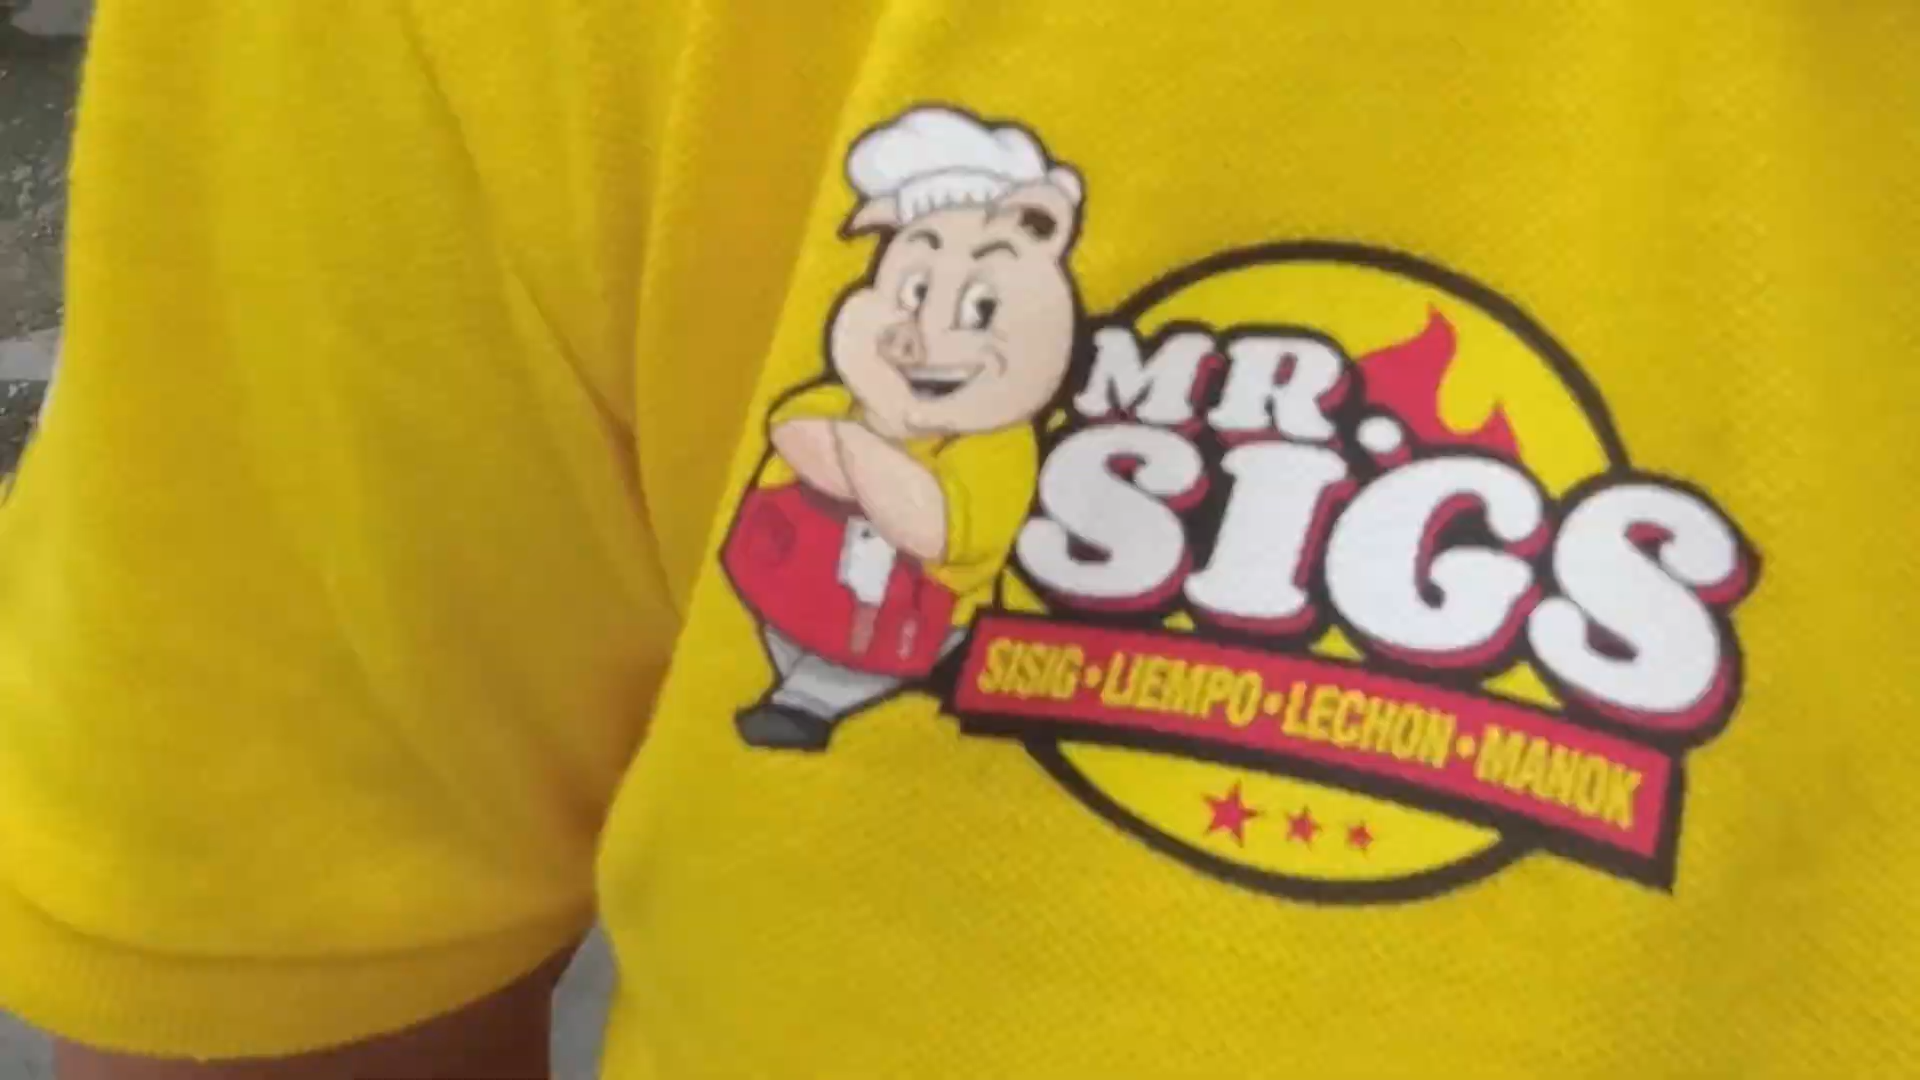 MR.
SIGS
SISIG • LIEMPO • LECHON • MANOK